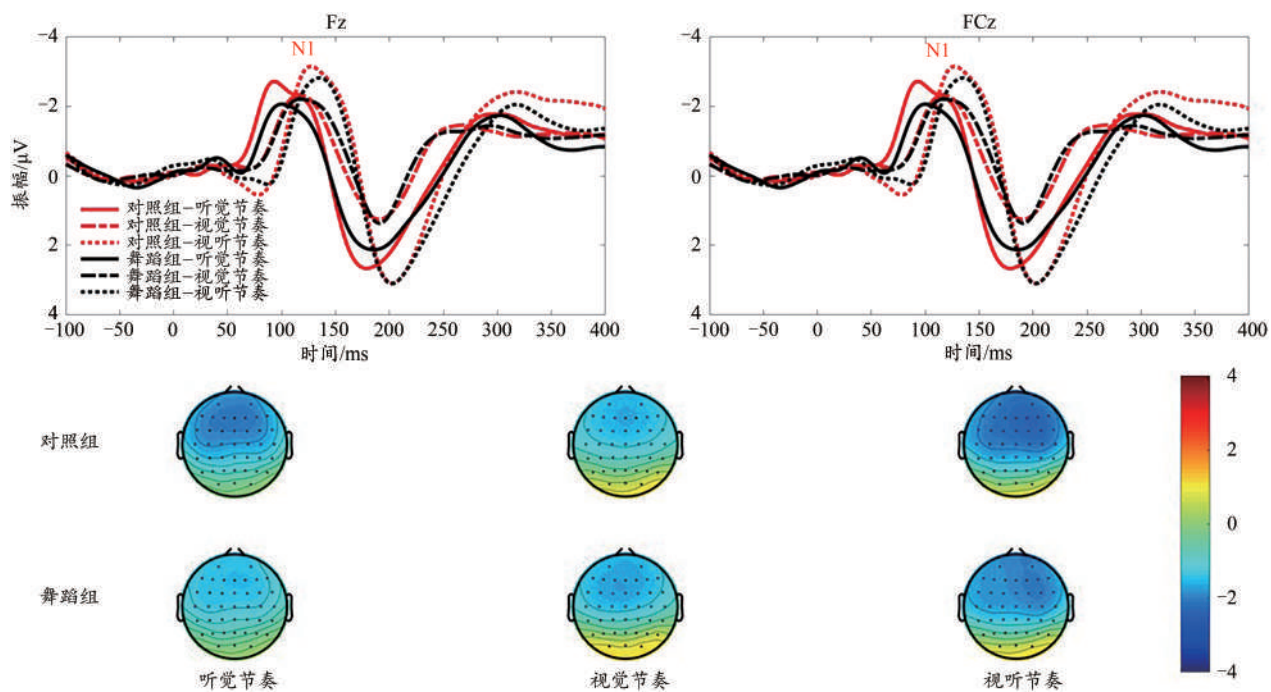 Fz
FCz
-4
-2
0
2
4
振幅/μV
N1
对照组-听觉节奏
对照组-视觉节奏
对照组-视听节奏
舞蹈组-听觉节奏
舞蹈组-视觉节奏
舞蹈组-视听节奏
-100 -50 0 50 100 150 200 250 300 350 400
时间/ms
-4
-2
0
2
4
N1
-100 -50 0 50 100 150 200 250 300 350 400
时间/ms
对照组
舞蹈组
听觉节奏 视觉节奏 视听节奏
4
2
0
-2
-4